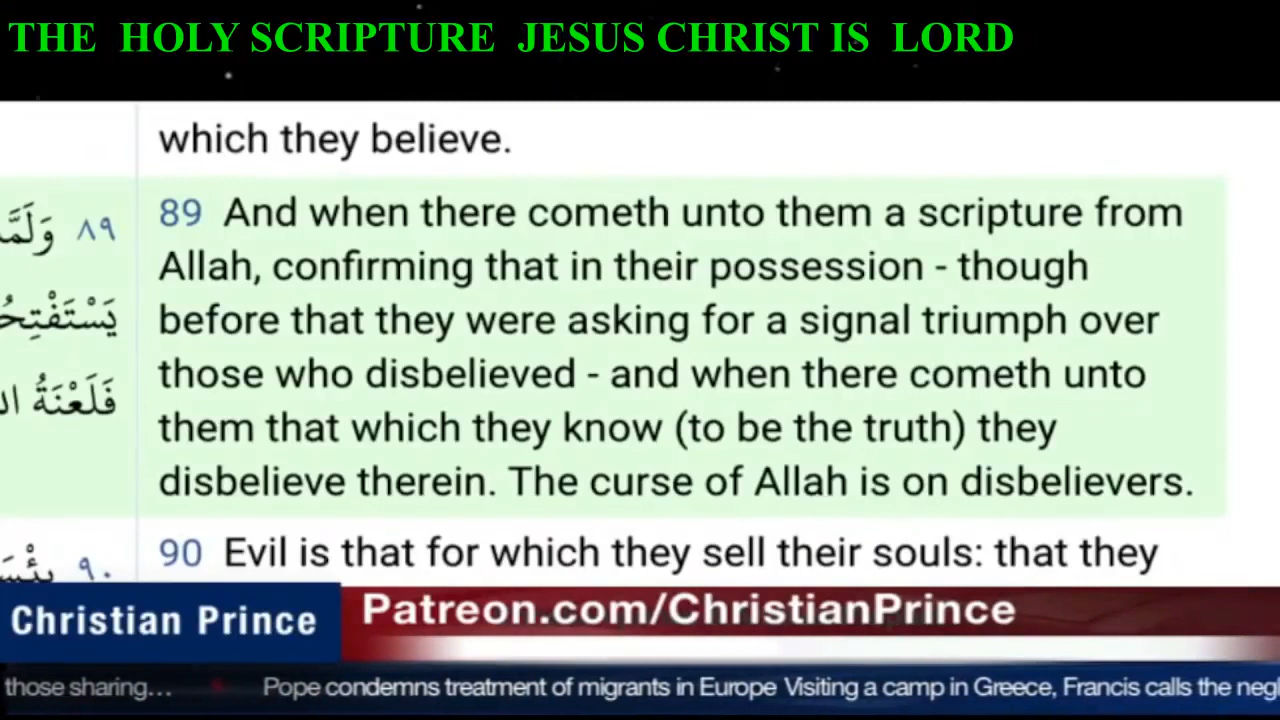 THE HOLY SCRIPTURE JESUS CHRIST IS LORD
which they believe.
89 And when there cometh unto them a scripture from
Allah, confirming that in their possession - though
before that they were asking for a signal triumph over
those who disbelieved - and when there cometh unto
them that which they know (to be the truth) they
disbelieve therein. The curse of Allah is on disbelievers.
٨٩
يَسْتَفْتِحُ
فَلَعْنَةُ
90 Evil is that for which they sell their souls: that they
٩٠
Christian Prince
Patreon.com/ChristianPrince
those sharing... Pope condemns treatment of migrants in Europe Visiting a camp in Greece, Francis calls the